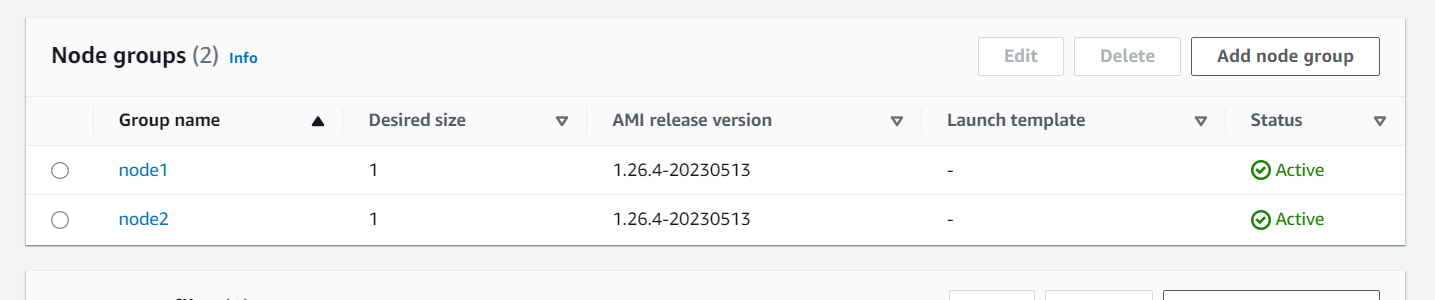 Node groups (2) Info
Edit Delete Add node group
Group name Desired size AMI release version Launch template Status
node1 1 1.26.4-20230513 - Active
node2 1 1.26.4-20230513 - Active